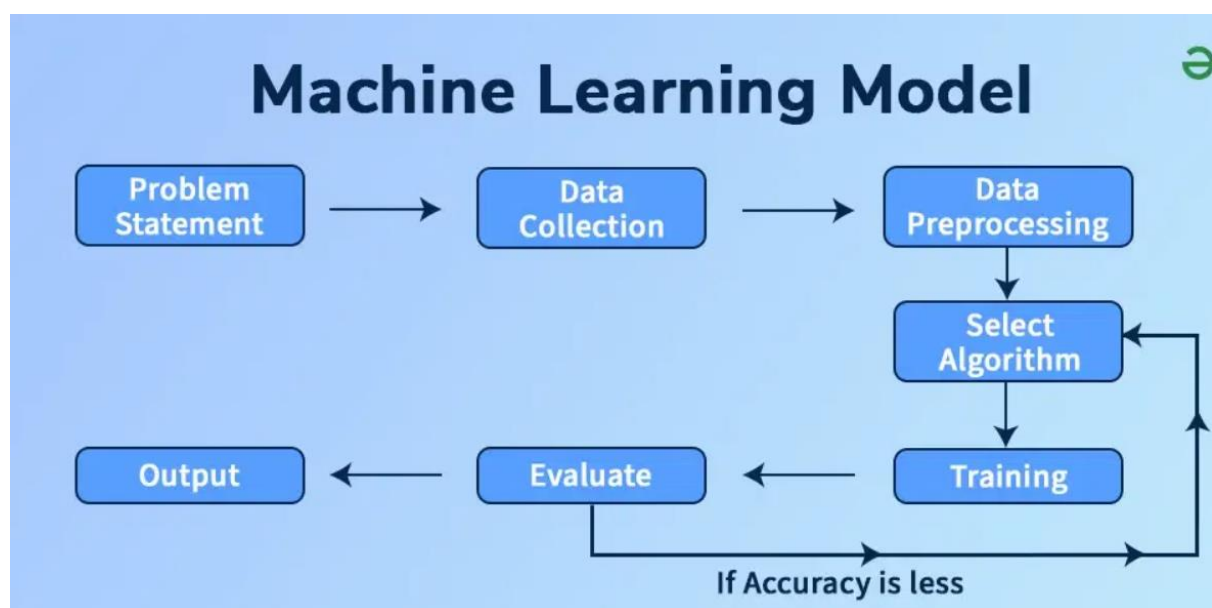 Machine Learning Model
Problem
Statement
Data
Collection
Data
Preprocessing
Select
Algorithm
Training
Evaluate
Output
If Accuracy is less